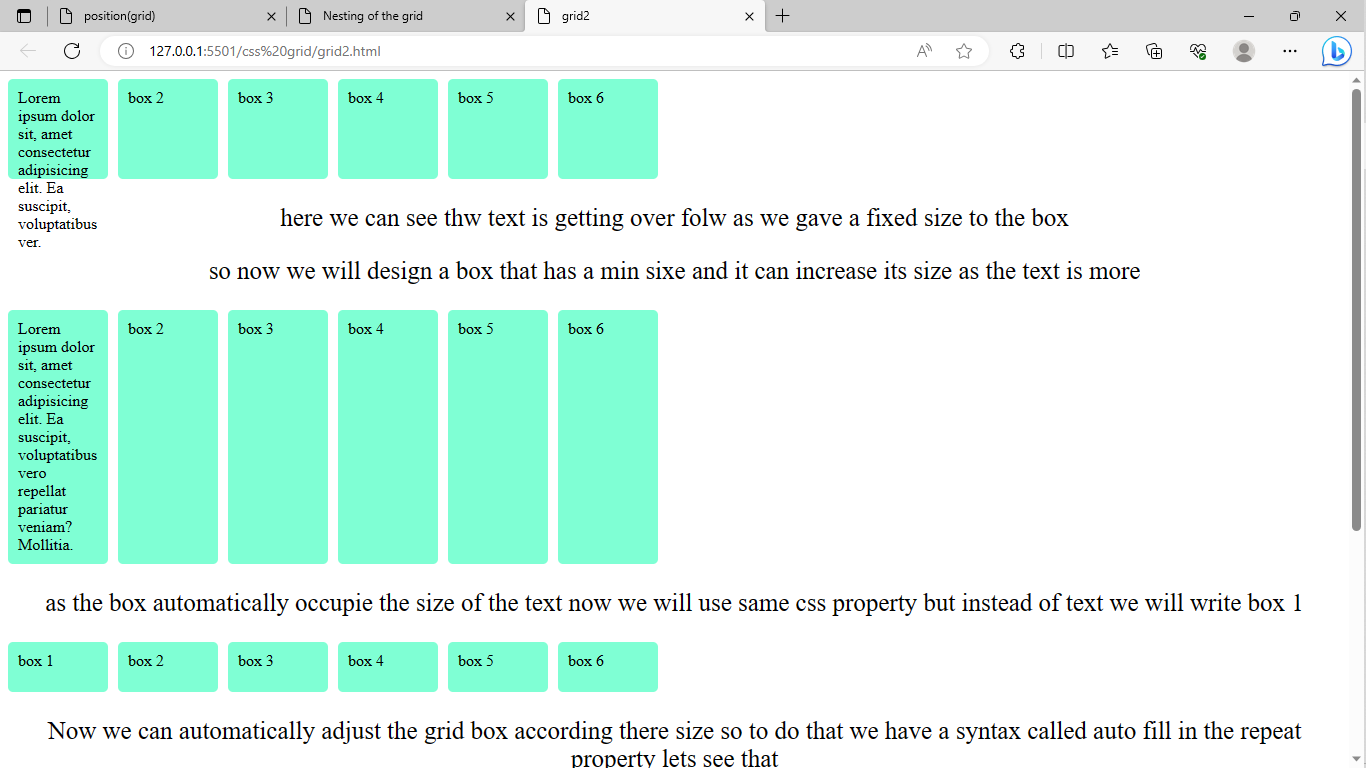 position(grid)
Nesting of the grid
grid2
127.0.0.1:5501/css%20grid/grid2.html
Lorem
ipsum dolor
sit, amet
consectetur
adipisicing
elit. Ea
suscipit,
voluptatibus
ver.
box 2
box 3
box 4
box 5
box 6
here we can see thw text is getting over folw as we gave a fixed size to the box
so now we will design a box that has a min sixe and it can increase its size as the text is more
Lorem
ipsum dolor
sit, amet
consectetur
adipisicing
elit. Ea
suscipit,
voluptatibus
vero
repellat
pariatur
veniam?
Mollitia.
box 2
box 3
box 4
box 5
box 6
as the box automatically occupie the size of the text now we will use same css property but instead of text we will write box 1
box 1
box 2
box 3
box 4
box 5
box 6
Now we can automatically adjust the grid box according there size so to do that we have a syntax called auto fill in the repeat
property lets see that